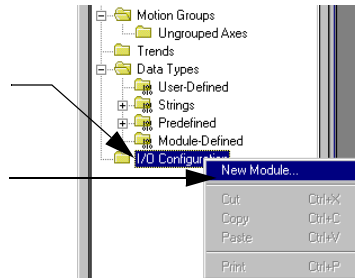 Motion Groups
Ungrouped Axes
Trends
Data Types
User-Defined
Strings
Predefined
Module-Defined
I/O Configuration
New Module...
Cut Ctrl+X
Copy Ctrl+C
Paste Ctrl+V
Print Ctrl+P